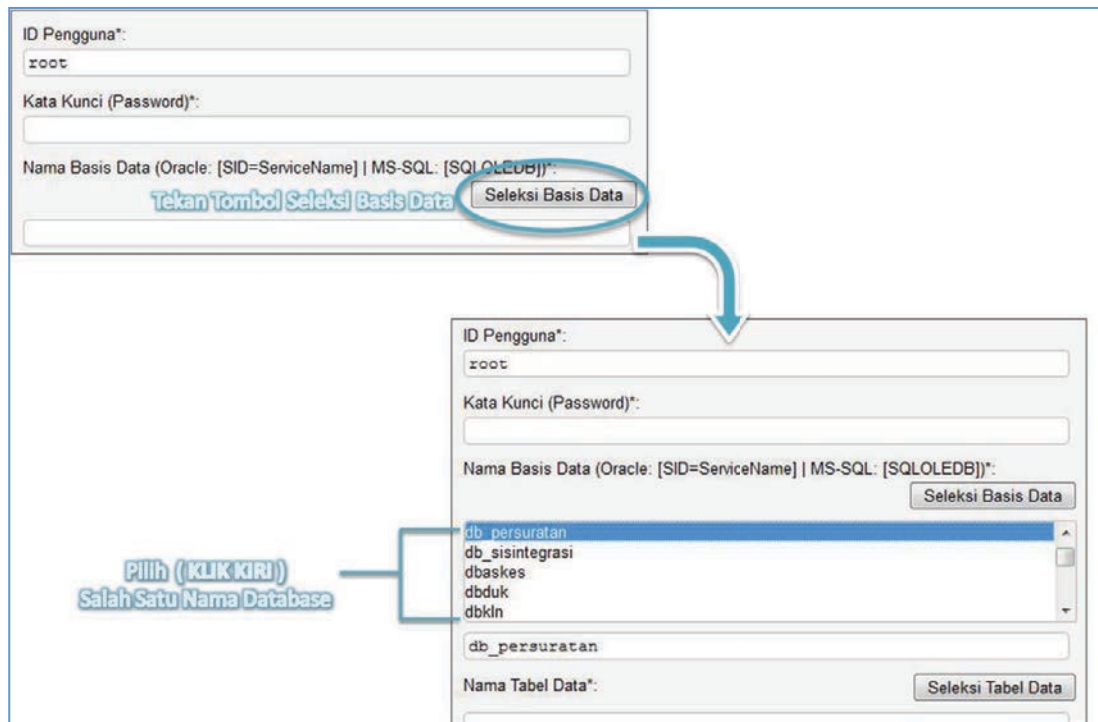 ID Pengguna*:
root
Kata Kunci (Password)*:
Nama Basis Data (Oracle: [SID=ServiceName] | MS-SQL: [SQLOLEDB])*:
Tekan Tombol Seleksi Basis Data
Seleksi Basis Data
ID Pengguna*:
root
Kata Kunci (Password)*:
Nama Basis Data (Oracle: [SID=ServiceName] | MS-SQL: [SQLOLEDB])*:
Seleksi Basis Data
db_persuratan
db_sisintegrasi
dbaskes
dbduk
dbkln
Pilih ( KLIK KIRI )
Salah Satu Nama Database
db_persuratan
Nama Tabel Data*:
Seleksi Tabel Data